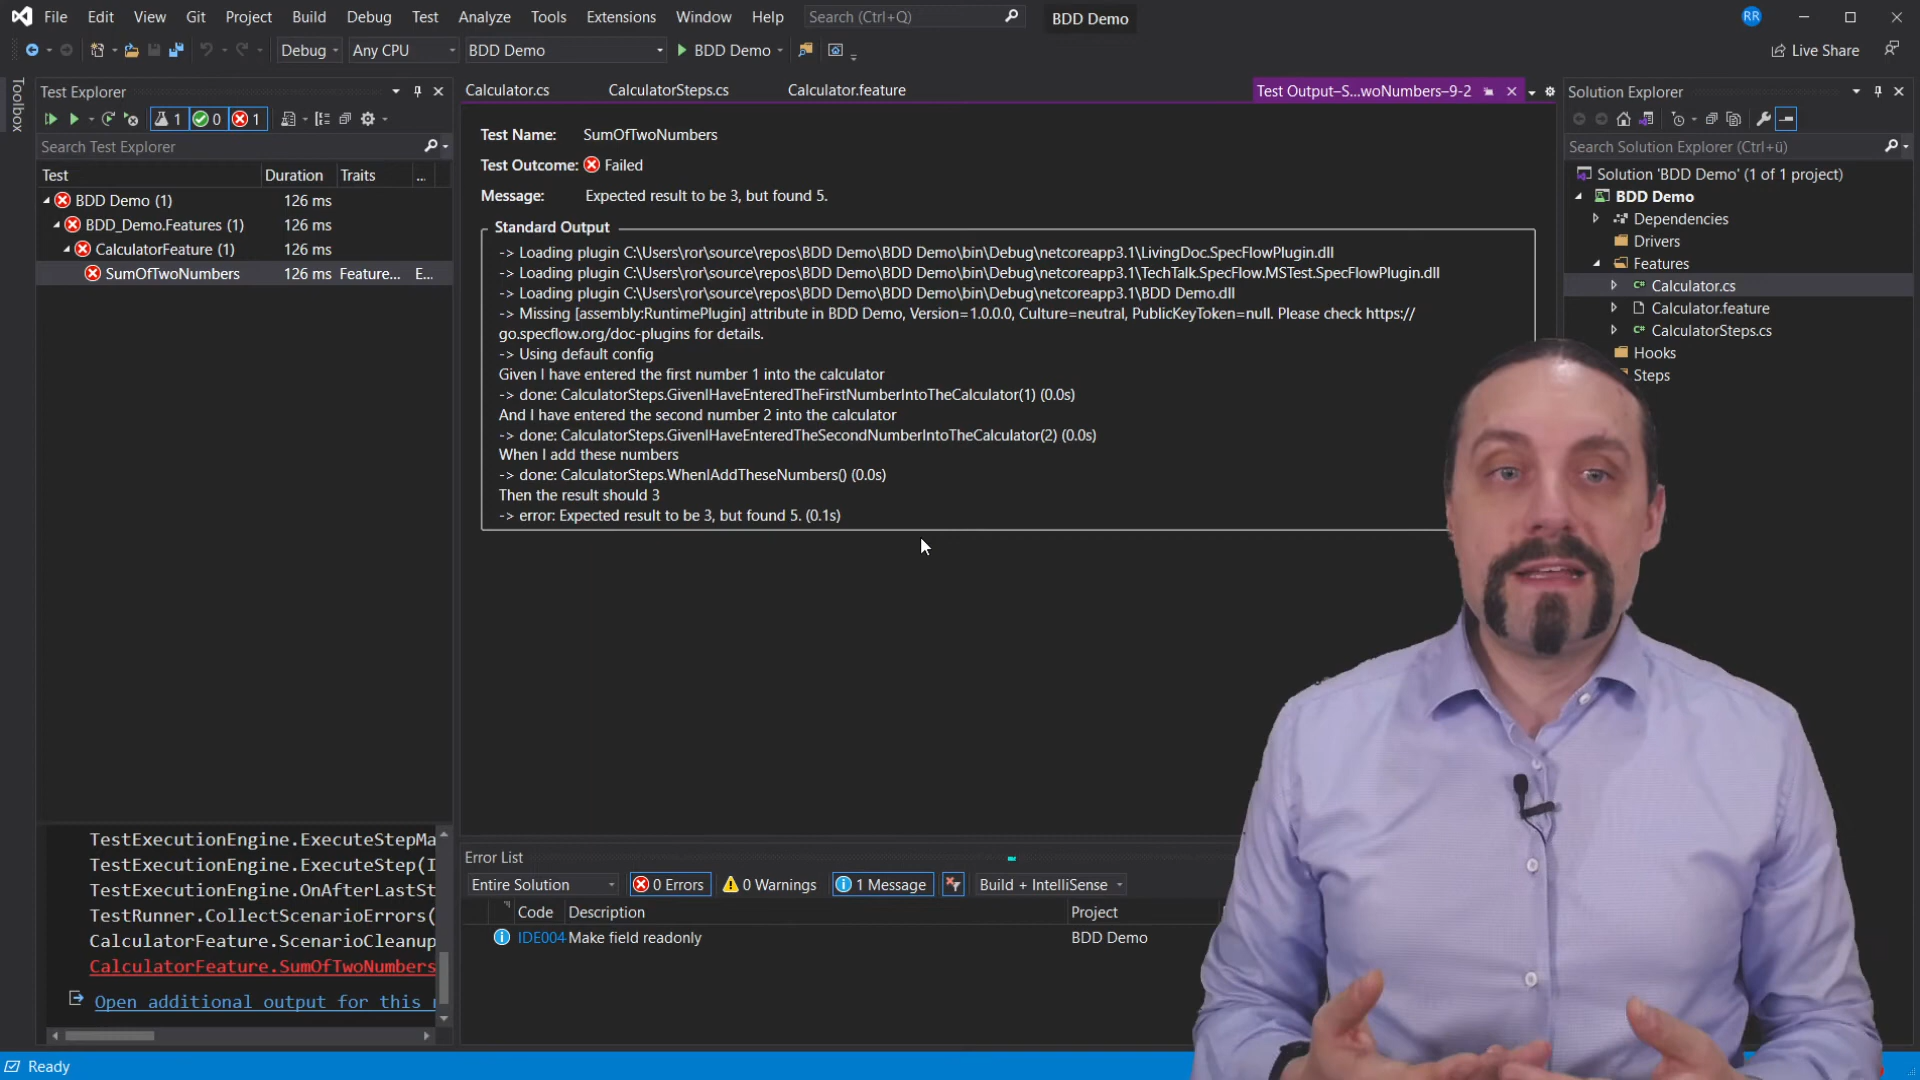 File Edit View Git Project Build Debug Test Analyze Tools Extensions Window Help Search (Ctrl+Q) BDD Demo RR
Debug Any CPU BDD Demo BDD Demo Live Share
Toolbox
Test Explorer
1 0 1
Search Test Explorer
Test Duration Traits ...
BDD Demo (1) 126 ms
BDD_Demo.Features (1) 126 ms
CalculatorFeature (1) 126 ms
SumOfTwoNumbers 126 ms Feature... E...
TestExecutionEngine.ExecuteStepMa
TestExecutionEngine.ExecuteStep(I
TestExecutionEngine.OnAfterLastSt
TestRunner.CollectScenarioErrors(
CalculatorFeature.ScenarioCleanup
CalculatorFeature.SumOfTwoNumbers
Open additional output for this
Calculator.cs CalculatorSteps.cs Calculator.feature Test Output-S...woNumbers-9-2
Test Name: SumOfTwoNumbers
Test Outcome: Failed
Message: Expected result to be 3, but found 5.
Standard Output
-> Loading plugin C:\Users\ror\source\repos\BDD Demo\BDD Demo\bin\Debug\netcoreapp3.1\LivingDoc.SpecFlowPlugin.dll
-> Loading plugin C:\Users\ror\source\repos\BDD Demo\BDD Demo\bin\Debug\netcoreapp3.1\TechTalk.SpecFlow.MSTest.SpecFlowPlugin.dll
-> Loading plugin C:\Users\ror\source\repos\BDD Demo\BDD Demo\bin\Debug\netcoreapp3.1\BDD Demo.dll
-> Missing [assembly:RuntimePlugin] attribute in BDD Demo, Version=1.0.0.0, Culture=neutral, PublicKeyToken=null. Please check https://
go.specflow.org/doc-plugins for details.
-> Using default config
Given I have entered the first number 1 into the calculator
-> done: CalculatorSteps.GivenIHaveEnteredTheFirstNumberIntoTheCalculator(1) (0.0s)
And I have entered the second number 2 into the calculator
-> done: CalculatorSteps.GivenIHaveEnteredTheSecondNumberIntoTheCalculator(2) (0.0s)
When I add these numbers
-> done: CalculatorSteps.WhenIAddTheseNumbers() (0.0s)
Then the result should 3
-> error: Expected result to be 3, but found 5. (0.1s)
Error List
Entire Solution 0 Errors 0 Warnings 1 Message Build + IntelliSense
Code Description Project
IDE004 Make field readonly BDD Demo
Solution Explorer
Search Solution Explorer (Ctrl+ü)
Solution 'BDD Demo' (1 of 1 project)
BDD Demo
Dependencies
Drivers
Features
Calculator.cs
Calculator.feature
CalculatorSteps.cs
Hooks
Steps
Ready